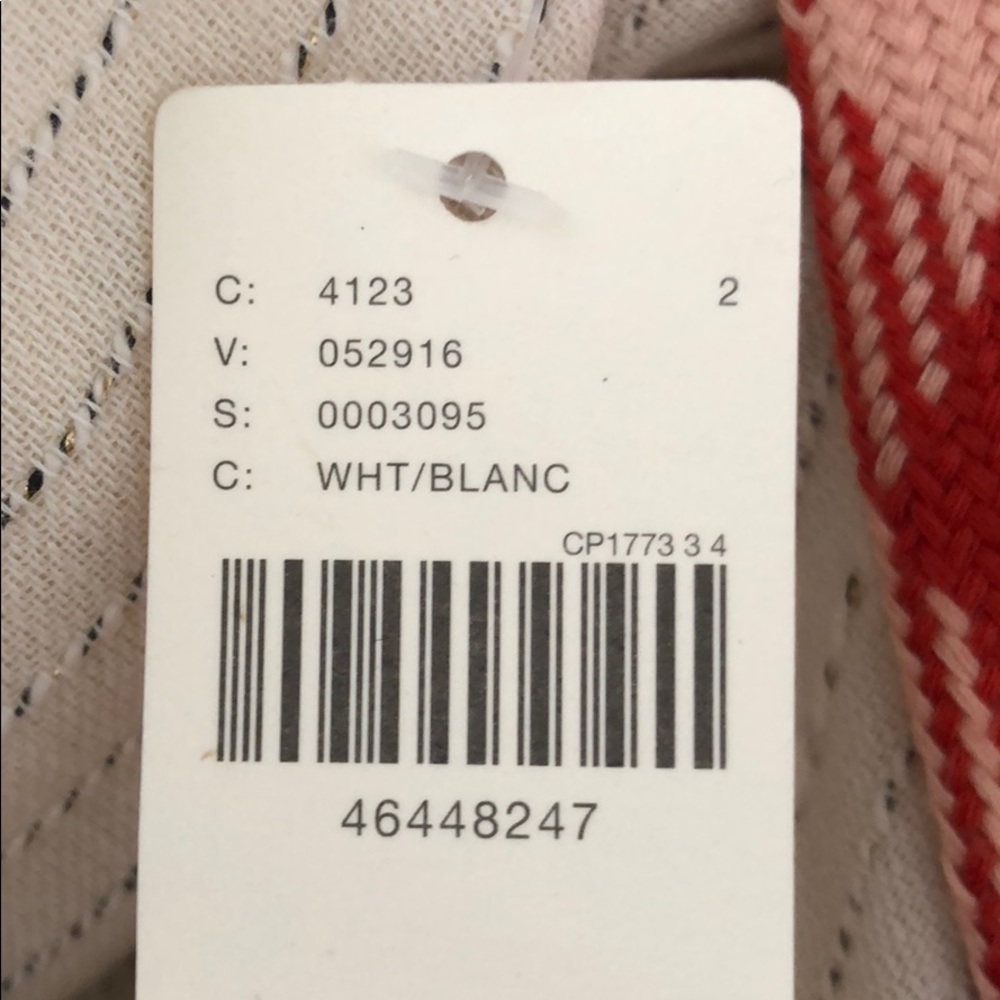 C: 4123 2
V: 052916
S: 0003095
C: WHT/BLANC
CP1773 3 4
46448247